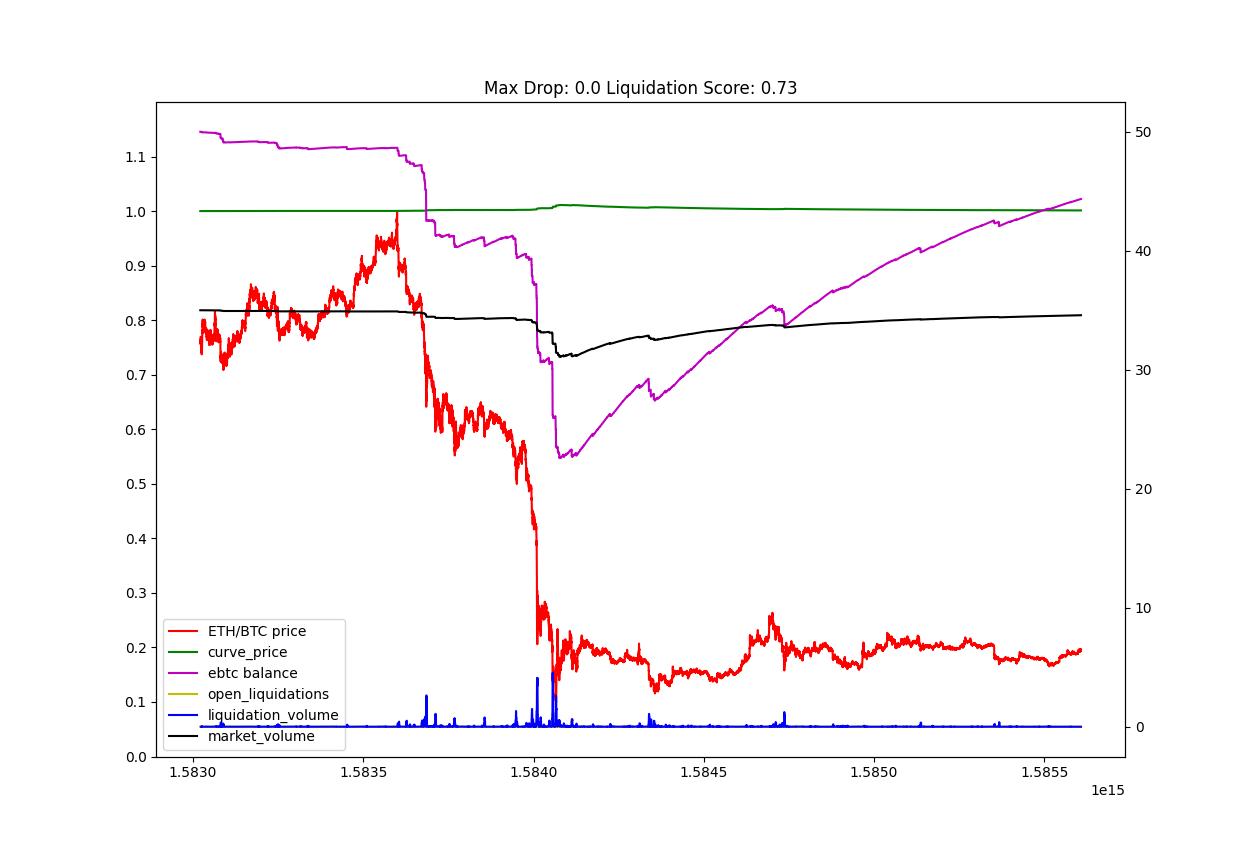 Max Drop: 0.0 Liquidation Score: 0.73
1.1
1.0
0.9
0.8
0.7
0.6
0.5
0.4
0.3
0.2
0.1
0.0
50
40
30
20
10
0
ETH/BTC price
curve_price
ebtc balance
open_liquidations
liquidation_volume
market_volume
1.5830 1.5835 1.5840 1.5845 1.5850 1.5855
1e15